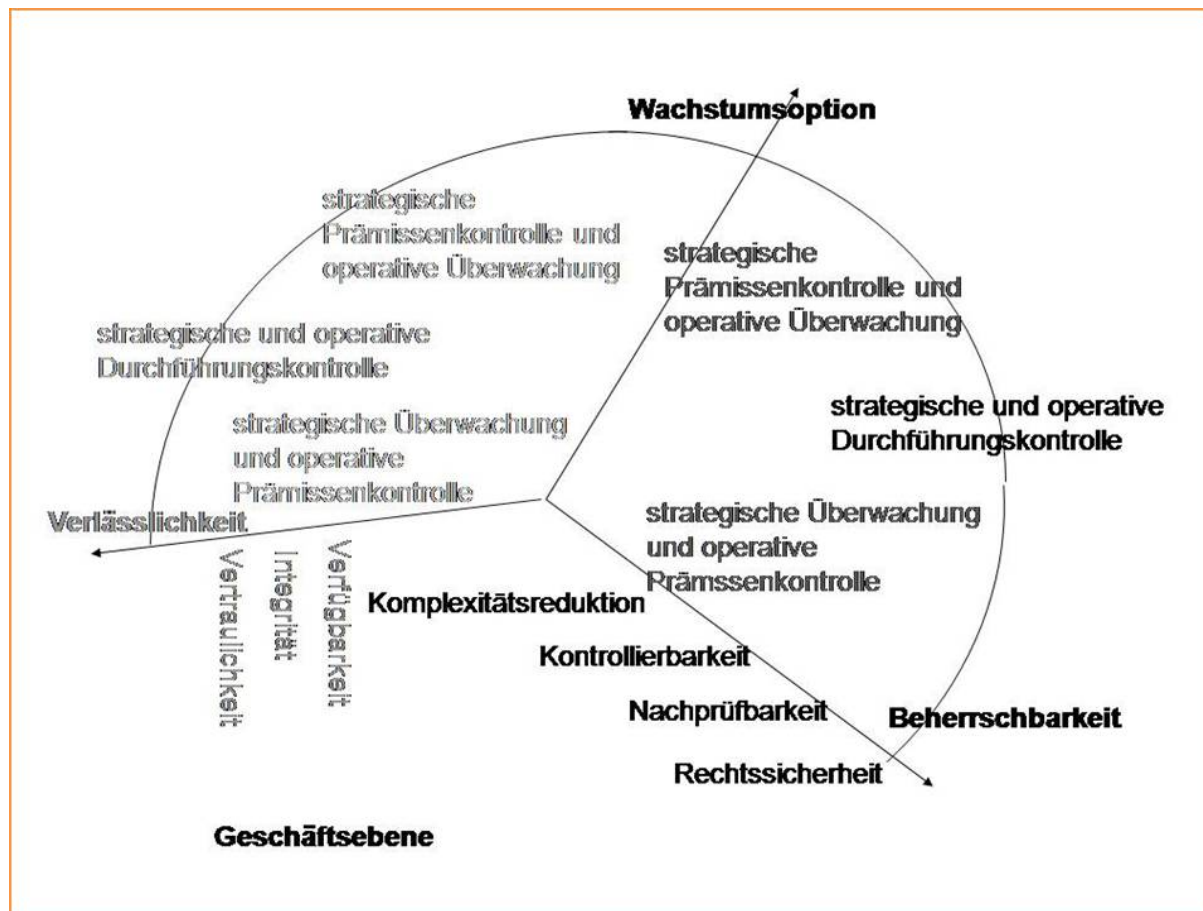 Wachstumsoption
strategische
Prämissenkontrolle und
operative Überwachung
strategische
Prämissenkontrolle und
operative Überwachung
strategische und operative
Durchführungskontrolle
strategische und operative
Durchführungskontrolle
strategische Überwachung
und operative
Prämissenkontrolle
strategische Überwachung
und operative
Prämssenkontrolle
Verlässlichkeit
Vertraulichkeit
Integrität
Verfügbarkeit
Komplexitätsreduktion
Kontrollierbarkeit
Nachprüfbarkeit
Beherrschbarkeit
Rechtssicherheit
Geschäftsebene